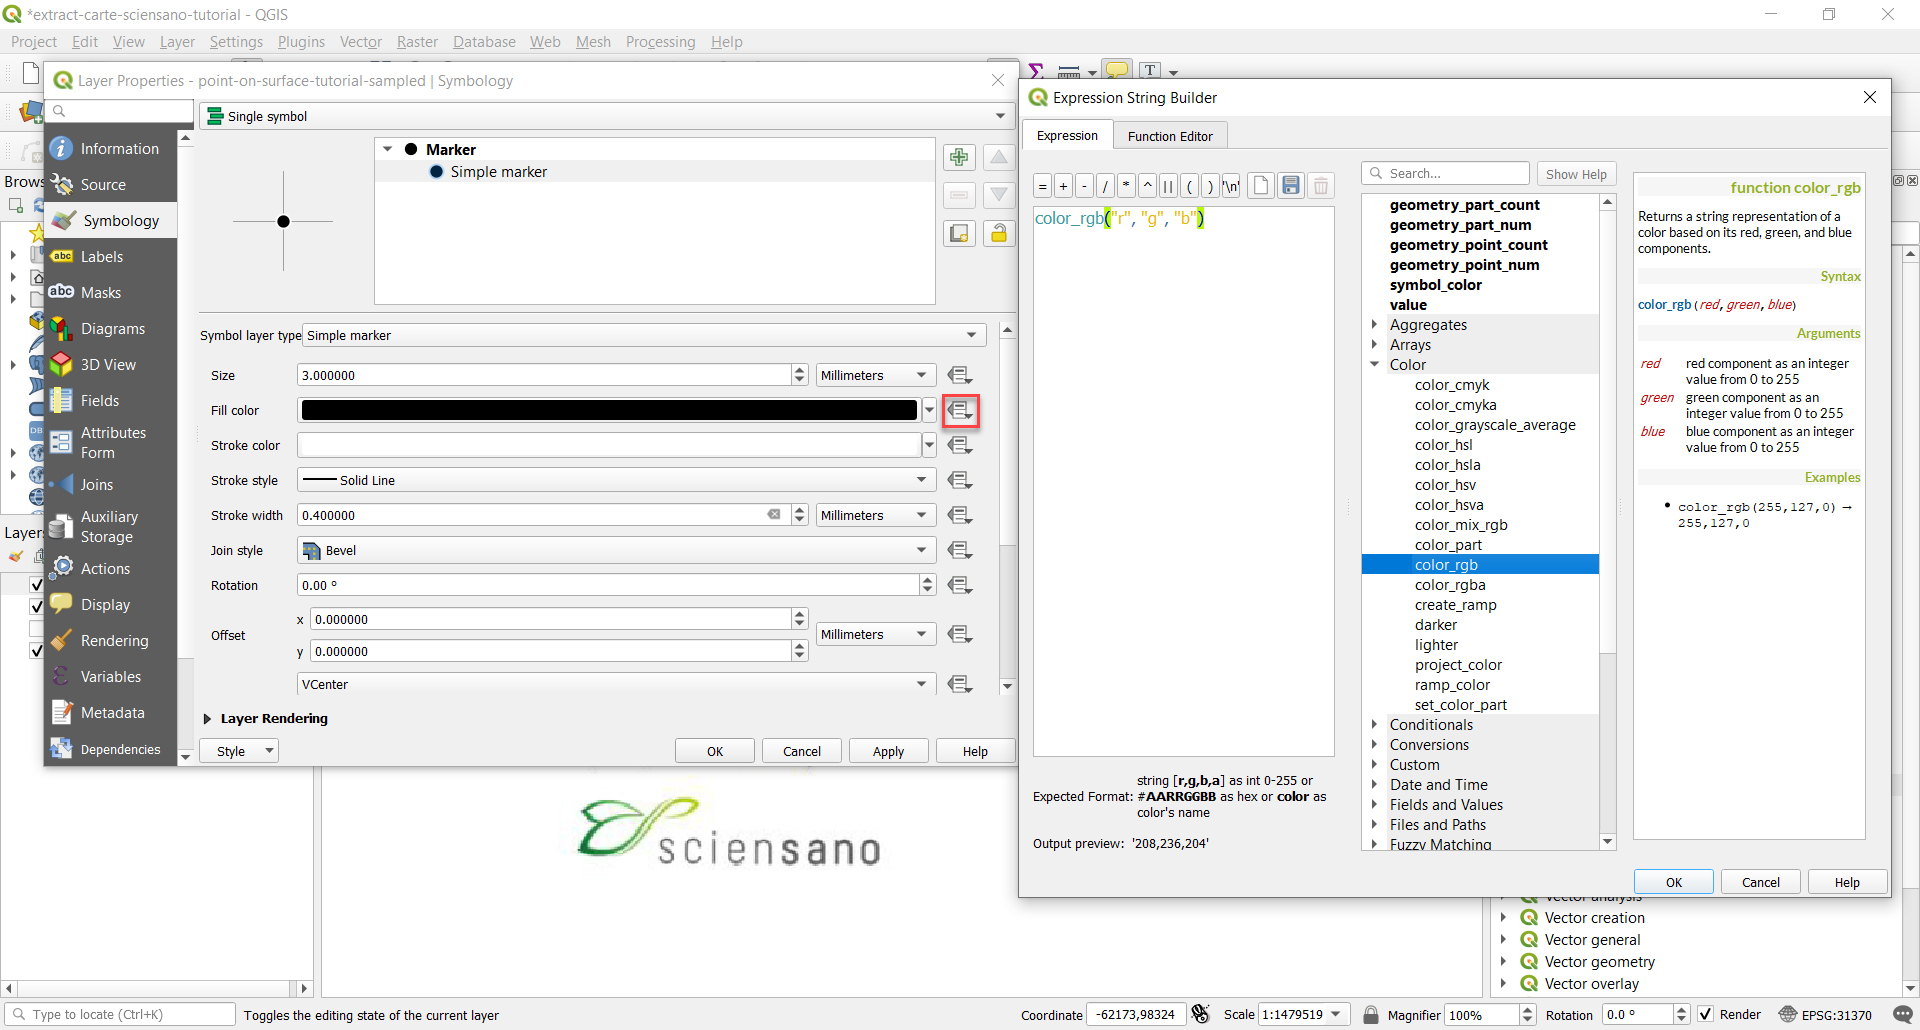 *extract-carte-sciensano-tutorial - QGIS
Project Edit View Layer Settings Plugins Vector Raster Database Web Mesh Processing Help
Layer Properties - point-on-surface-tutorial-sampled | Symbology
Information
Source
Symbology
Labels
Masks
Diagrams
3D View
Fields
Attributes
Form
Joins
Auxiliary
Storage
Actions
Display
Rendering
Variables
Metadata
Dependencies
Single symbol
Marker
Simple marker
Symbol layer type Simple marker
Size 3.000000 Millimeters
Fill color
Stroke color
Stroke style Solid Line
Stroke width 0.400000 Millimeters
Join style Bevel
Rotation 0.00 °
Offset x 0.000000 Millimeters
y 0.000000
VCenter
Layer Rendering
Style OK Cancel Apply Help
Expression String Builder
Expression Function Editor
= + - / * ^ || ( ) '\n'
color_rgb("r", "g", "b")
Expected Format: string [r,g,b,a] as int 0-255 or
#AARRGGBB as hex or color as
color's name
Output preview: '208,236,204'
Search... Show Help
geometry_part_count
geometry_part_num
geometry_point_count
geometry_point_num
symbol_color
value
Aggregates
Arrays
Color
color_cmyk
color_cmyka
color_grayscale_average
color_hsl
color_hsla
color_hsv
color_hsva
color_mix_rgb
color_part
color_rgb
color_rgba
create_ramp
darker
lighter
project_color
ramp_color
set_color_part
Conditionals
Conversions
Custom
Date and Time
Fields and Values
Files and Paths
Fuzzy Matching
function color_rgb
Returns a string representation of a
color based on its red, green, and blue
components.
Syntax
color_rgb(red, green, blue)
Arguments
red red component as an integer
value from 0 to 255
green green component as an
integer value from 0 to 255
blue blue component as an integer
value from 0 to 255
Examples
• color_rgb(255,127,0) →
255,127,0
OK Cancel Help
Brows
Layers
sciensano
Vector analysis
Vector creation
Vector general
Vector geometry
Vector overlay
Type to locate (Ctrl+K) Toggles the editing state of the current layer Coordinate -62173,98324 Scale 1:1479519 Magnifier 100% Rotation 0.0 ° Render EPSG:31370